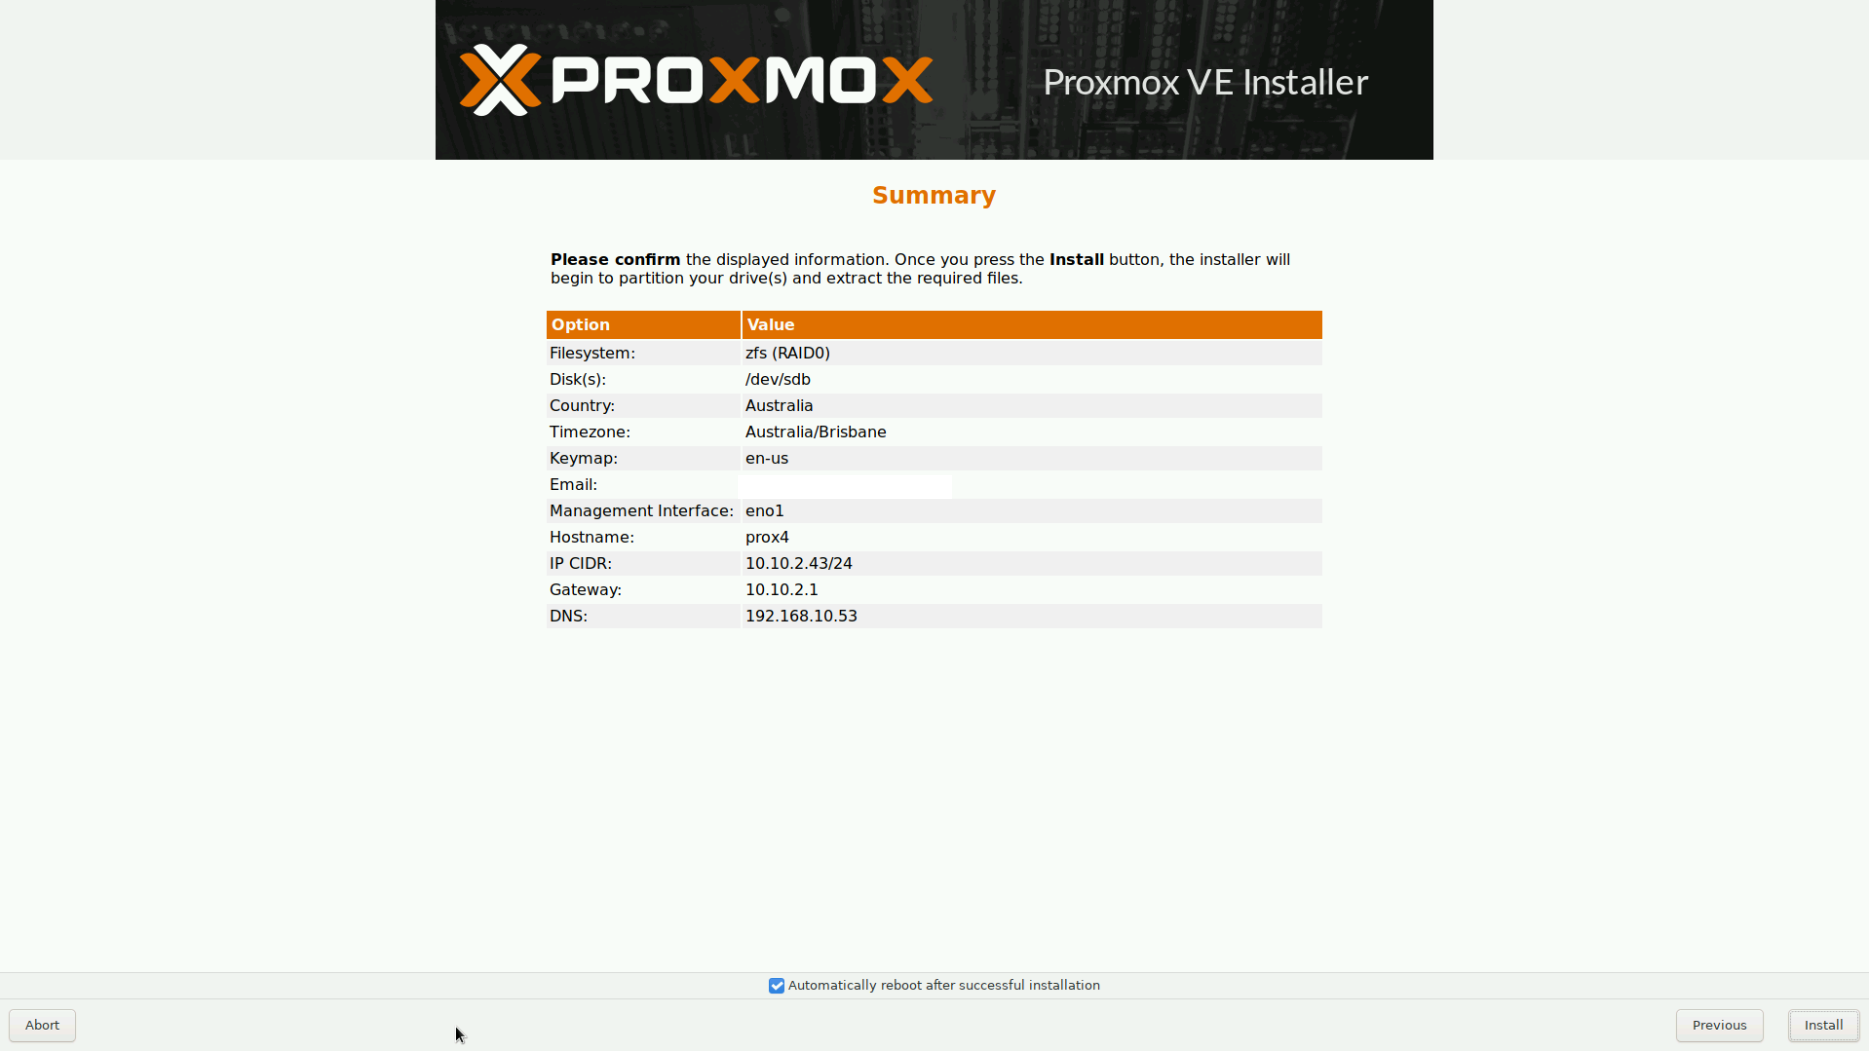 PROXMOX
Proxmox VE Installer
Summary
Please confirm the displayed information. Once you press the Install button, the installer will
begin to partition your drive(s) and extract the required files.
Option Value
Filesystem: zfs (RAID0)
Disk(s): /dev/sdb
Country: Australia
Timezone: Australia/Brisbane
Keymap: en-us
Email:
Management Interface: eno1
Hostname: prox4
IP CIDR: 10.10.2.43/24
Gateway: 10.10.2.1
DNS: 192.168.10.53
Automatically reboot after successful installation
Abort Previous Install